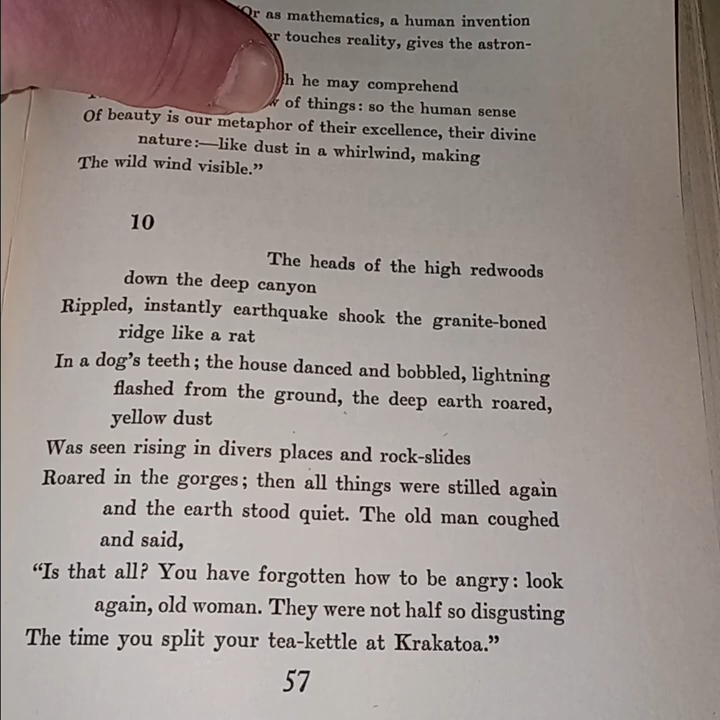 "Or as mathematics, a human invention
touches reality, gives the astron-
he may comprehend
of things: so the human sense
Of beauty is our metaphor of their excellence, their divine
nature:—like dust in a whirlwind, making
The wild wind visible."
10
The heads of the high redwoods
down the deep canyon
Rippled, instantly earthquake shook the granite-boned
ridge like a rat
In a dog's teeth; the house danced and bobbled, lightning
flashed from the ground, the deep earth roared,
yellow dust
Was seen rising in divers places and rock-slides
Roared in the gorges; then all things were stilled again
and the earth stood quiet. The old man coughed
and said,
"Is that all? You have forgotten how to be angry: look
again, old woman. They were not half so disgusting
The time you split your tea-kettle at Krakatoa."
57